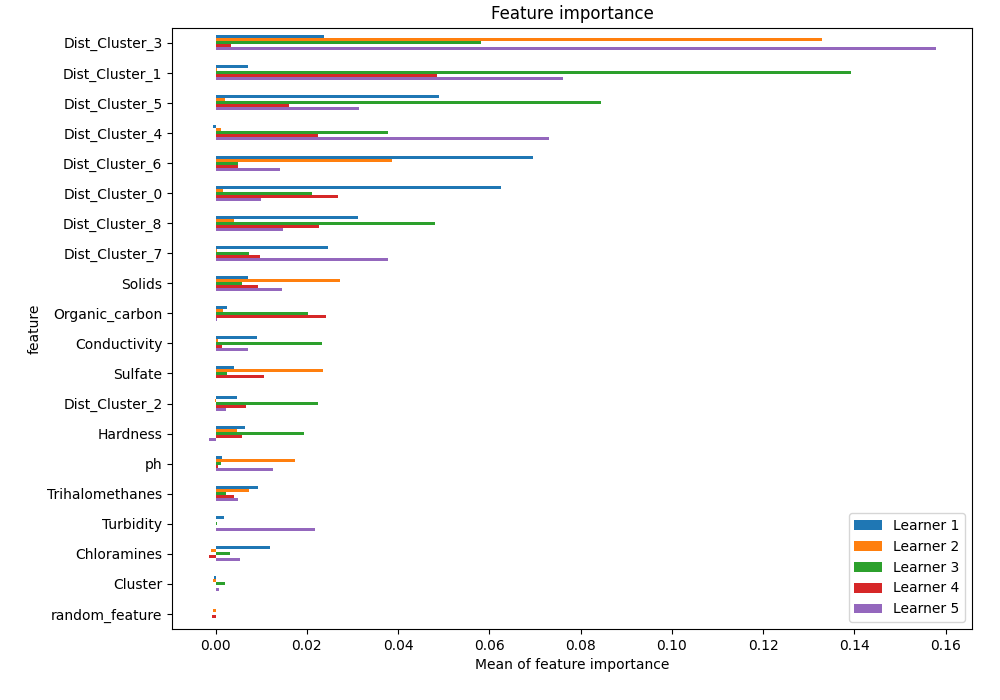 Feature importance
Dist_Cluster_3
Dist_Cluster_1
Dist_Cluster_5
Dist_Cluster_4
Dist_Cluster_6
Dist_Cluster_0
Dist_Cluster_8
Dist_Cluster_7
Solids
Organic_carbon
Conductivity
Sulfate
Dist_Cluster_2
Hardness
ph
Trihalomethanes
Turbidity
Chloramines
Cluster
random_feature
feature
Learner 1
Learner 2
Learner 3
Learner 4
Learner 5
0.00 0.02 0.04 0.06 0.08 0.10 0.12 0.14 0.16
Mean of feature importance